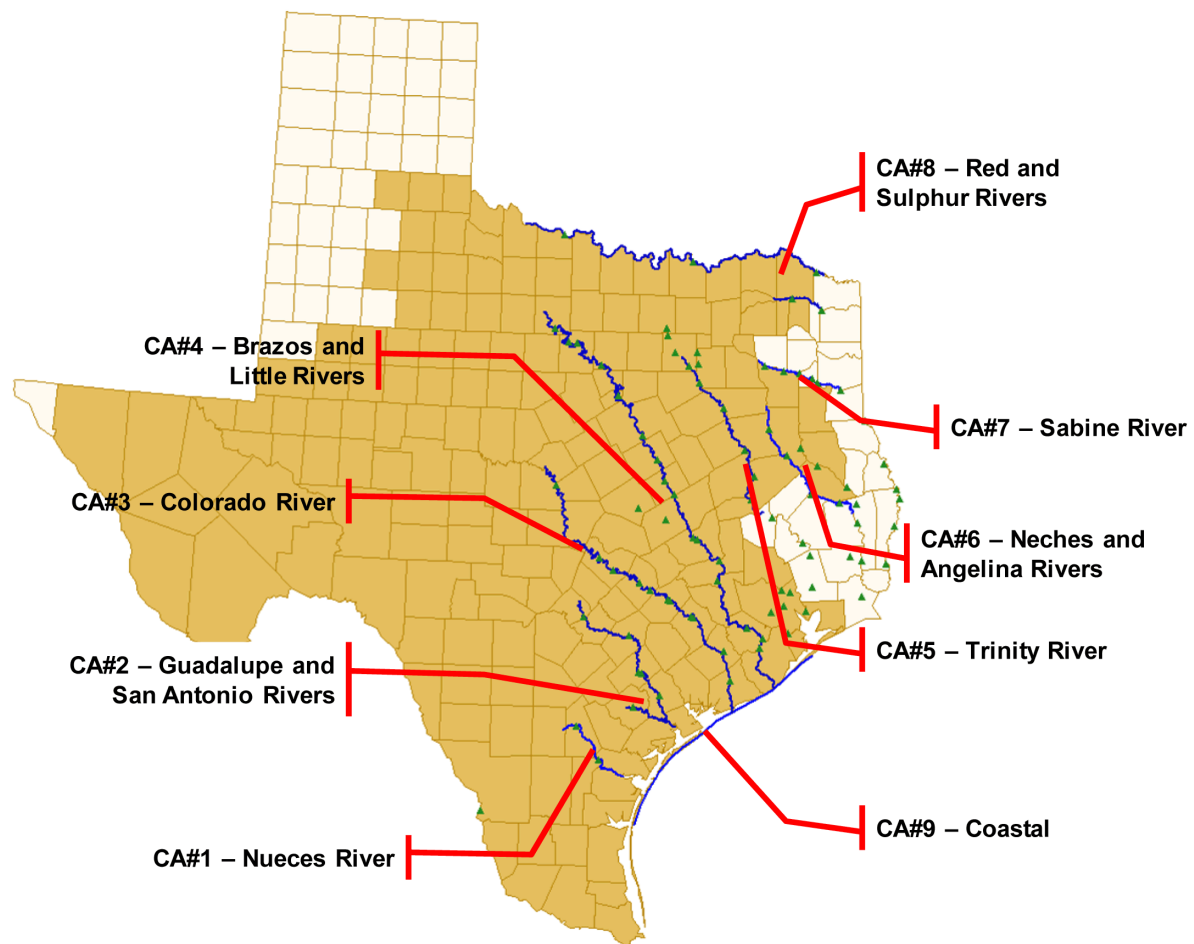 CA#8 – Red and
Sulphur Rivers
CA#4 – Brazos and
Little Rivers
CA#7 – Sabine River
CA#3 – Colorado River
CA#6 – Neches and
Angelina Rivers
CA#5 – Trinity River
CA#2 – Guadalupe and
San Antonio Rivers
CA#9 – Coastal
CA#1 – Nueces River